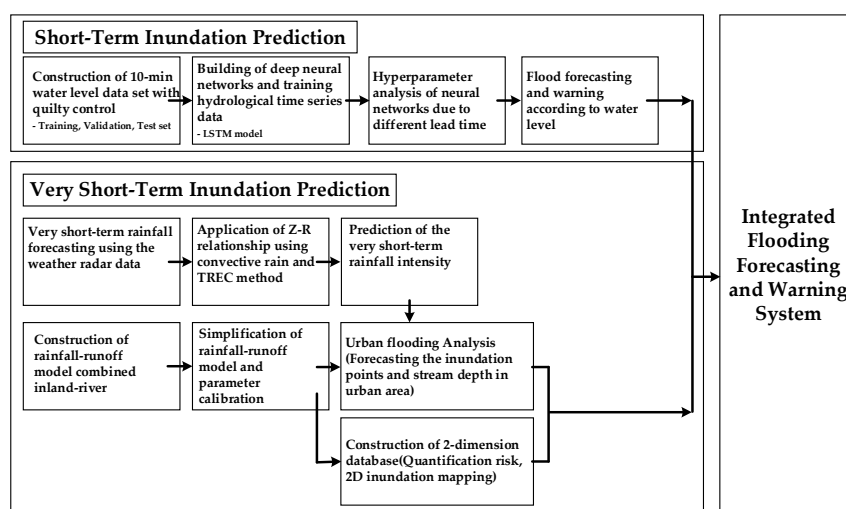 Short-Term Inundation Prediction
Construction of 10-min
water level data set with
quilty control
- Training, Validation, Test set
Building of deep neural
networks and training
hydrological time series
data
- LSTM model
Hyperparameter
analysis of neural
networks due to
different lead time
Flood forecasting
and warning
according to water
level
Very Short-Term Inundation Prediction
Very short-term rainfall
forecasting using the
weather radar data
Application of Z-R
relationship using
convective rain and
TREC method
Prediction of the
very short-term
rainfall intensity
Construction of
rainfall-runoff
model combined
inland-river
Simplification of
rainfall-runoff
model and
parameter
calibration
Urban flooding Analysis
(Forecasting the inundation
points and stream depth in
urban area)
Construction of 2-dimension
database(Quantification risk,
2D inundation mapping)
Integrated
Flooding
Forecasting
and Warning
System